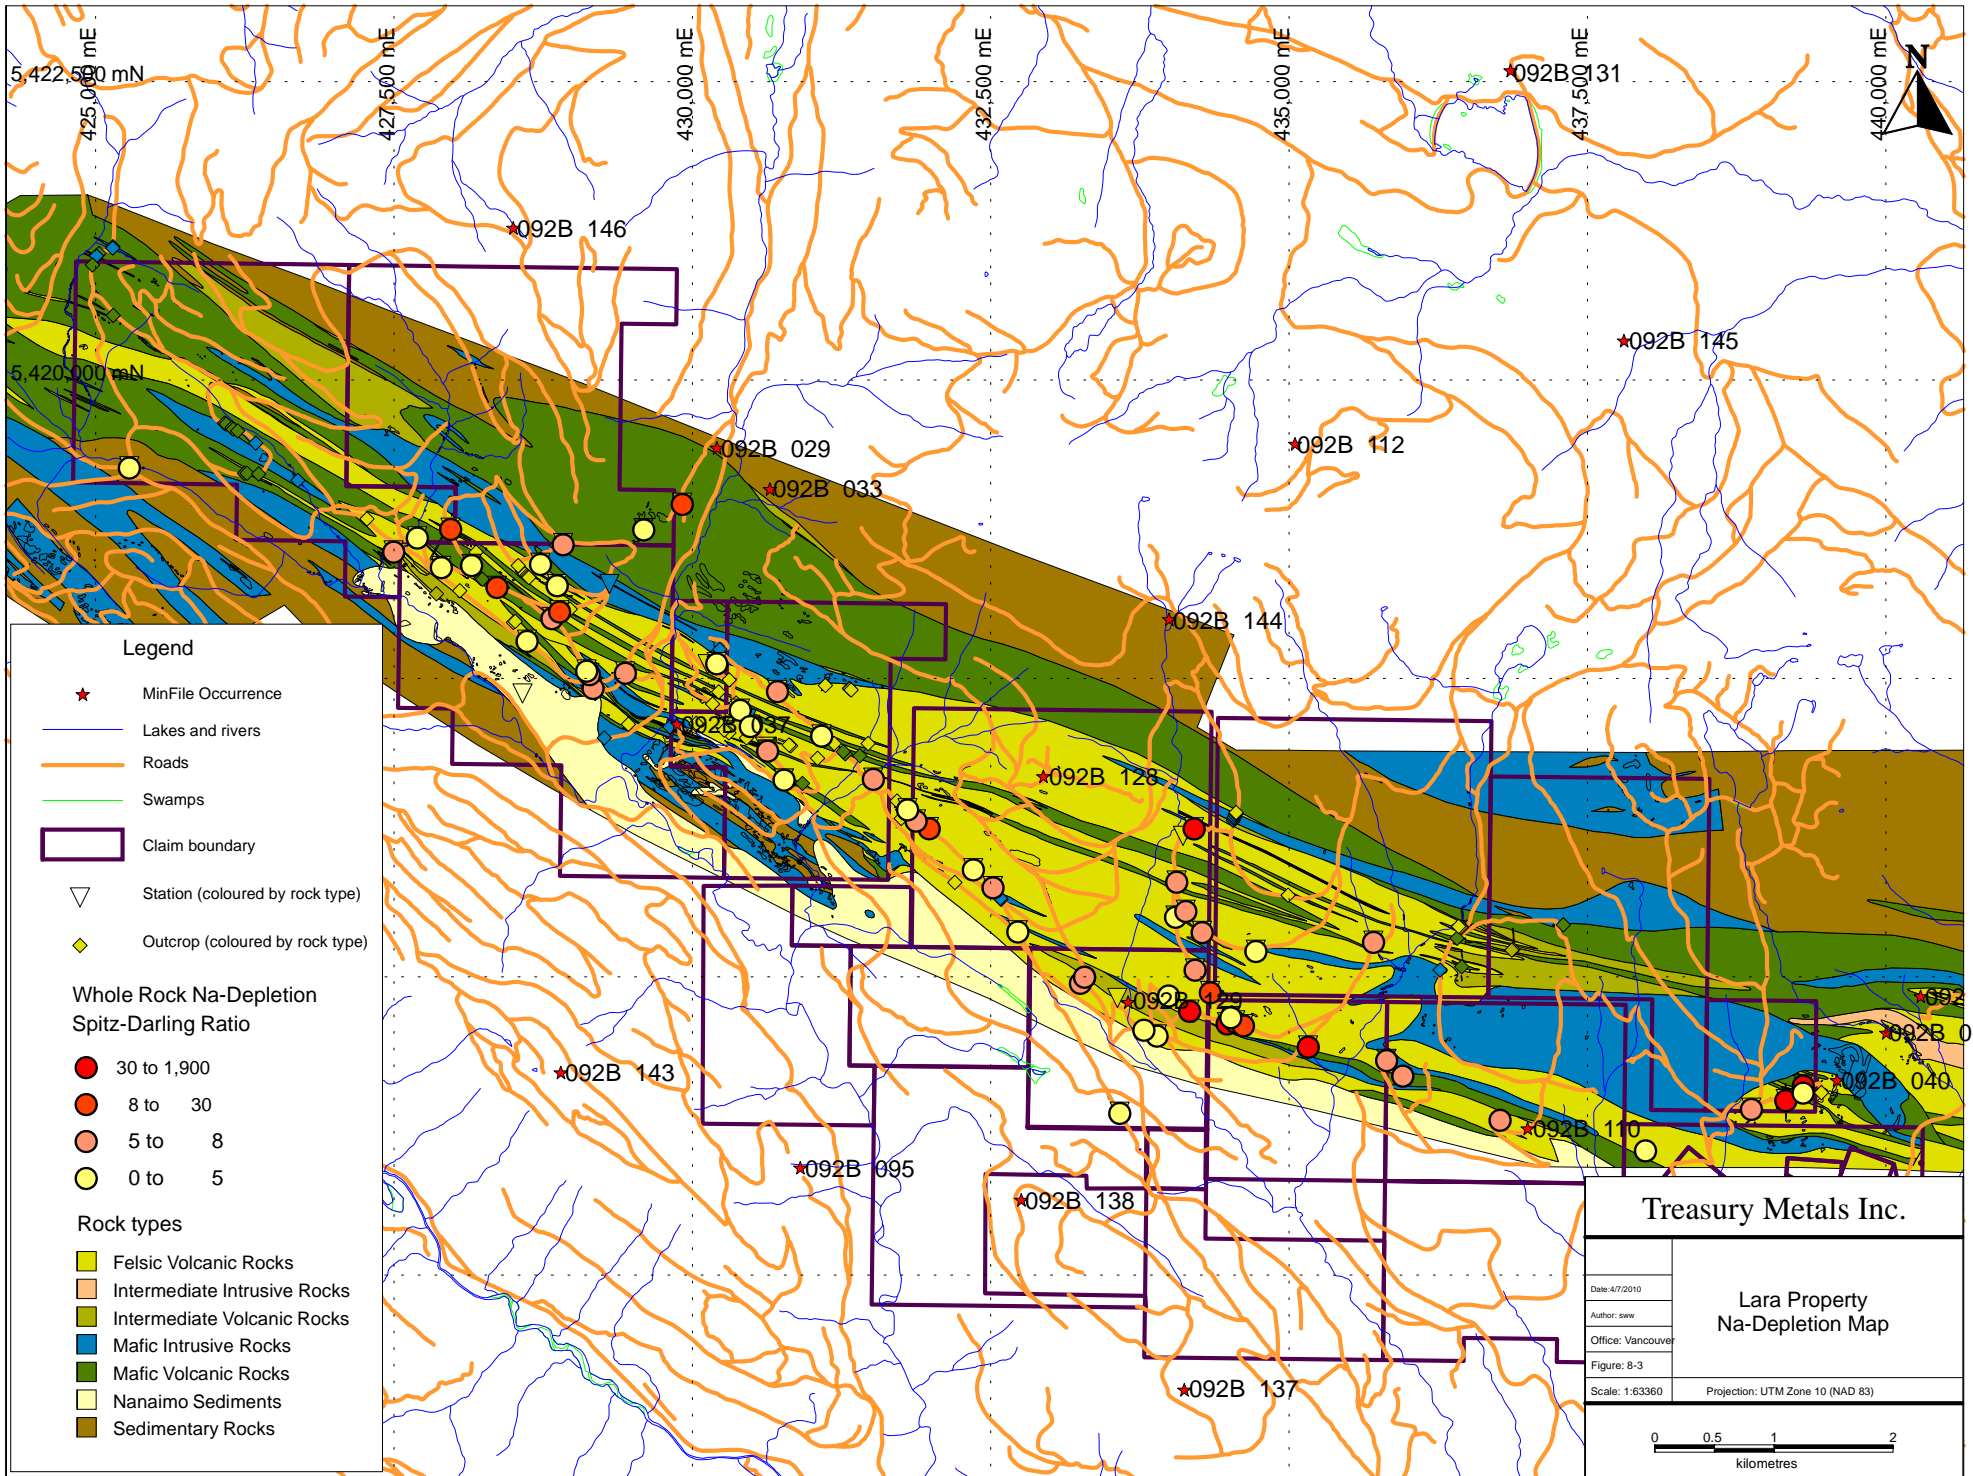 425,000 mE
427,500 mE
430,000 mE
432,500 mE
435,000 mE
437,500 mE
440,000 mE
N
5,422,500 mN
092B 131
092B 146
092B 145
5,420,000 mN
092B 029
092B 112
092B 033
092B 144
092B 037
092B 128
092B 129
092
092B 0
092B 143
092B 040
092B 110
092B 095
092B 138
092B 137
Legend
MinFile Occurrence
Lakes and rivers
Roads
Swamps
Claim boundary
Station (coloured by rock type)
Outcrop (coloured by rock type)
Whole Rock Na-Depletion
Spitz-Darling Ratio
30 to 1,900
8 to 30
5 to 8
0 to 5
Rock types
Felsic Volcanic Rocks
Intermediate Intrusive Rocks
Intermediate Volcanic Rocks
Mafic Intrusive Rocks
Mafic Volcanic Rocks
Nanaimo Sediments
Sedimentary Rocks
Treasury Metals Inc.
Date:4/7/2010
Author: sww
Office: Vancouver
Figure: 8-3
Scale: 1:63360
Lara Property
Na-Depletion Map
Projection: UTM Zone 10 (NAD 83)
0 0.5 1 2
kilometres